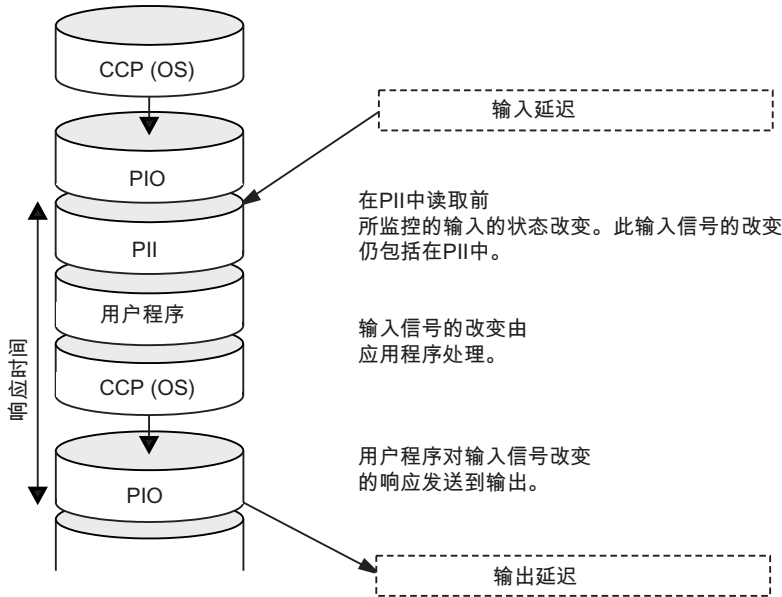 CCP (OS)
输入延迟
PIO
在PII中读取前
所监控的输入的状态改变。此输入信号的改变
仍包括在PII中。
PII
用户程序
输入信号的改变由
应用程序处理。
CCP (OS)
响应时间
用户程序对输入信号改变
的响应发送到输出。
PIO
输出延迟